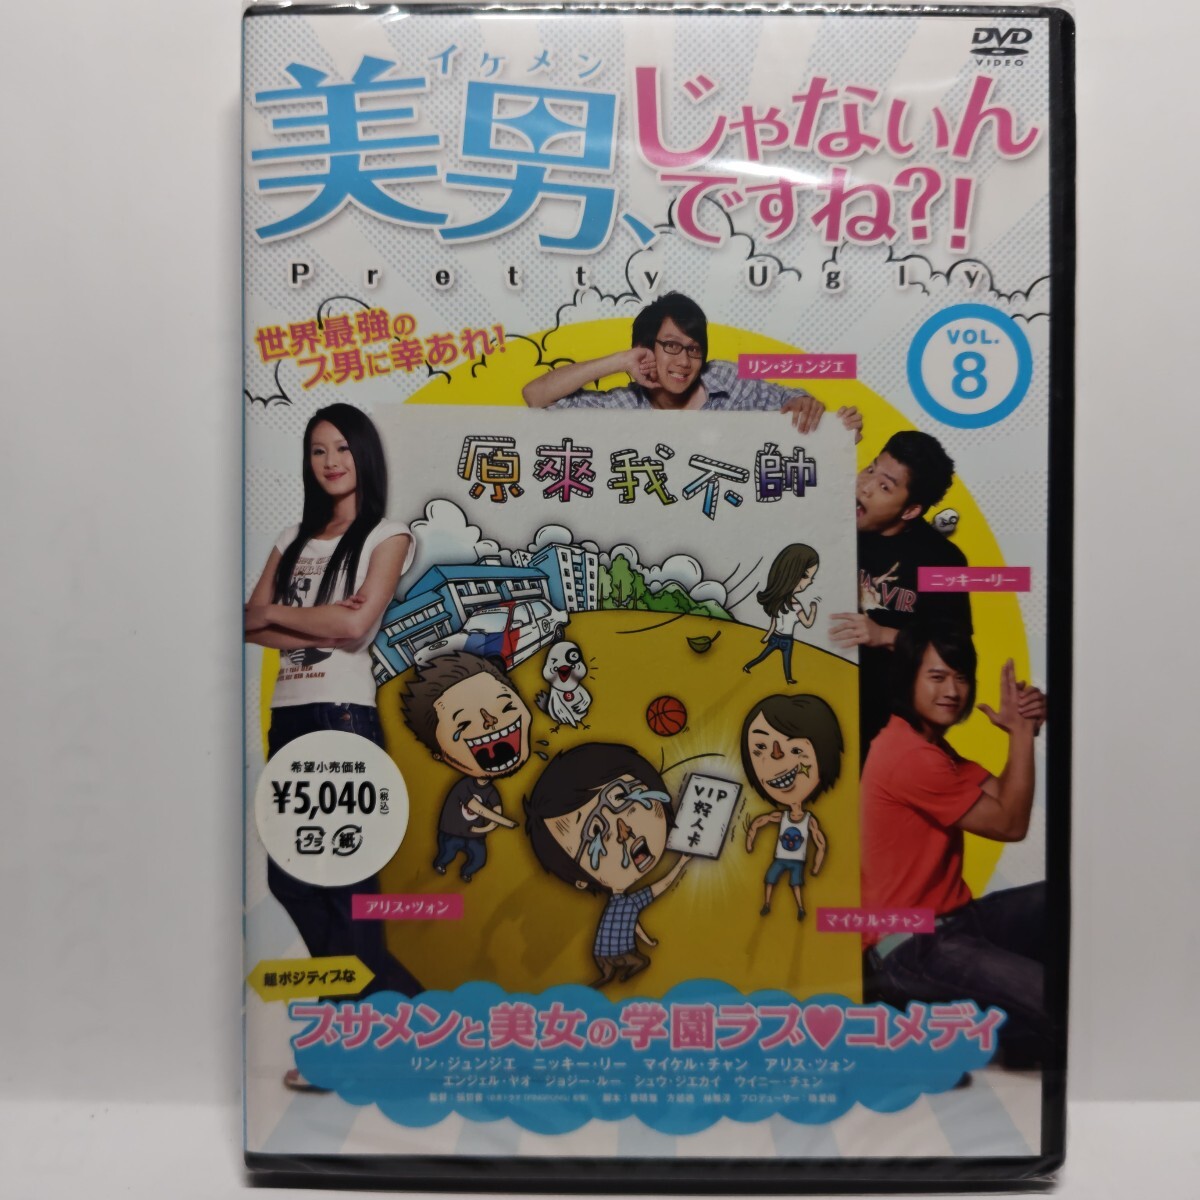 DVD
VIDEO
イケメン
美男、じゃないん
ですね?!
Pretty Ugly
世界最強の
ブ男に幸あれ!
VOL.
8
リン・ジュンジエ
原來我不帥
ニッキー・リー
VIP
好人卡
希望小売価格
¥5,040(税込)
プラ
紙
アリス・ツォン
マイケル・チャン
超ポジティブな
ブサメンと美女の学園ラブ♥コメディ
リン・ジュンジエ ニッキー・リー マイケル・チャン アリス・ツォン
エンジェル・ヤオ ジョジー・ルー シュウ・ジエカイ ウイニー・チェン